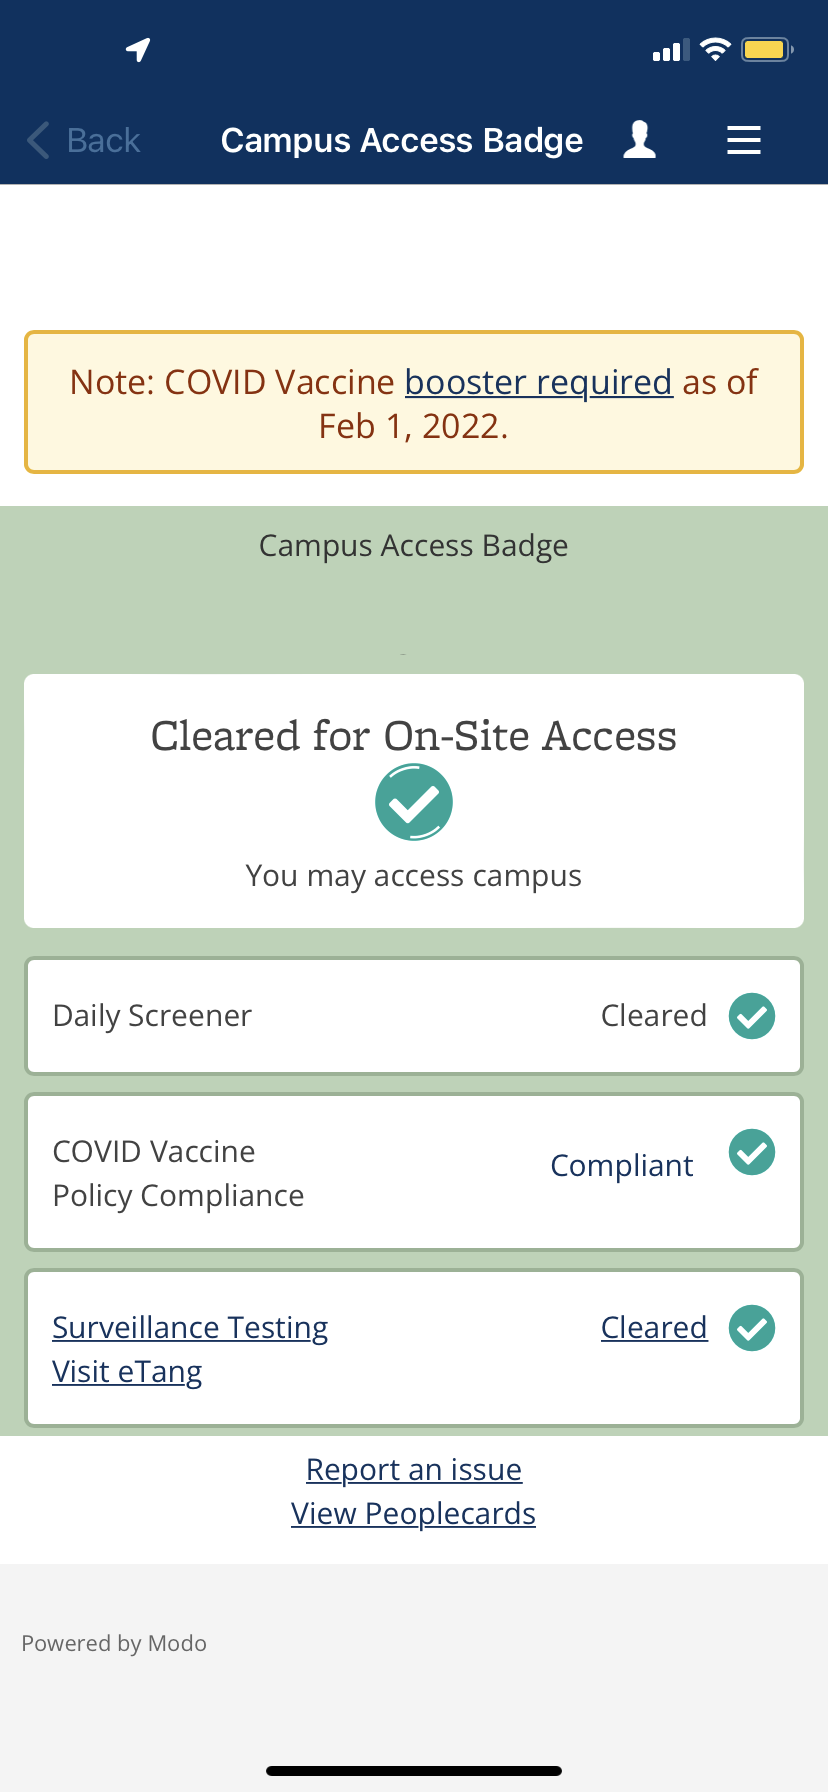 Back
Campus Access Badge
Note: COVID Vaccine booster required as of
Feb 1, 2022.
Campus Access Badge
Cleared for On-Site Access
You may access campus
Daily Screener
Cleared
COVID Vaccine
Policy Compliance
Compliant
Surveillance Testing
Visit eTang
Cleared
Report an issue
View Peoplecards
Powered by Modo